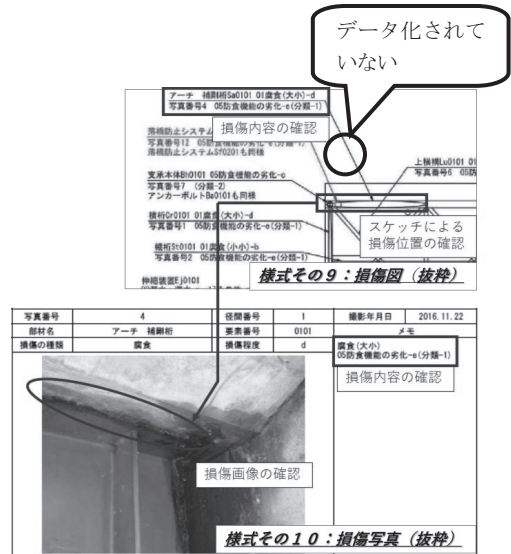 データ化されて
いない
アーチ 補剛桁Sa0101 01腐食(大小)-d
写真番号4 05防食機能の劣化-e(分類-1)
損傷内容の確認
落橋防止システム
写真番号12 05防食機能の劣化-e(分類-1)
落橋防止システムSf0201も同様
上横構Lu0101 01
写真番号6 05防
支承本体Bh0101 05防食機能の劣化-c
写真番号7 (分類-2)
アンカーボルトBa0101も同様
横桁Cr0101 01腐食(大小)-d
写真番号1 05防食機能の劣化-e(分類-1)
スケッチによる
損傷位置の確認
縦桁St0101 01腐食(小小)-b
写真番号2 05防食機能の劣化-e(分類-1)
伸縮装置Ej0101
様式その9：損傷図（抜粋）
写真番号 4 径間番号 1 撮影年月日 2016.11.22
部材名 アーチ 補剛桁 要素番号 0101 メモ
損傷の種類 腐食 損傷程度 d 腐食(大小)
05防食機能の劣化-e(分類-1)
損傷内容の確認
損傷画像の確認
様式その10：損傷写真（抜粋）